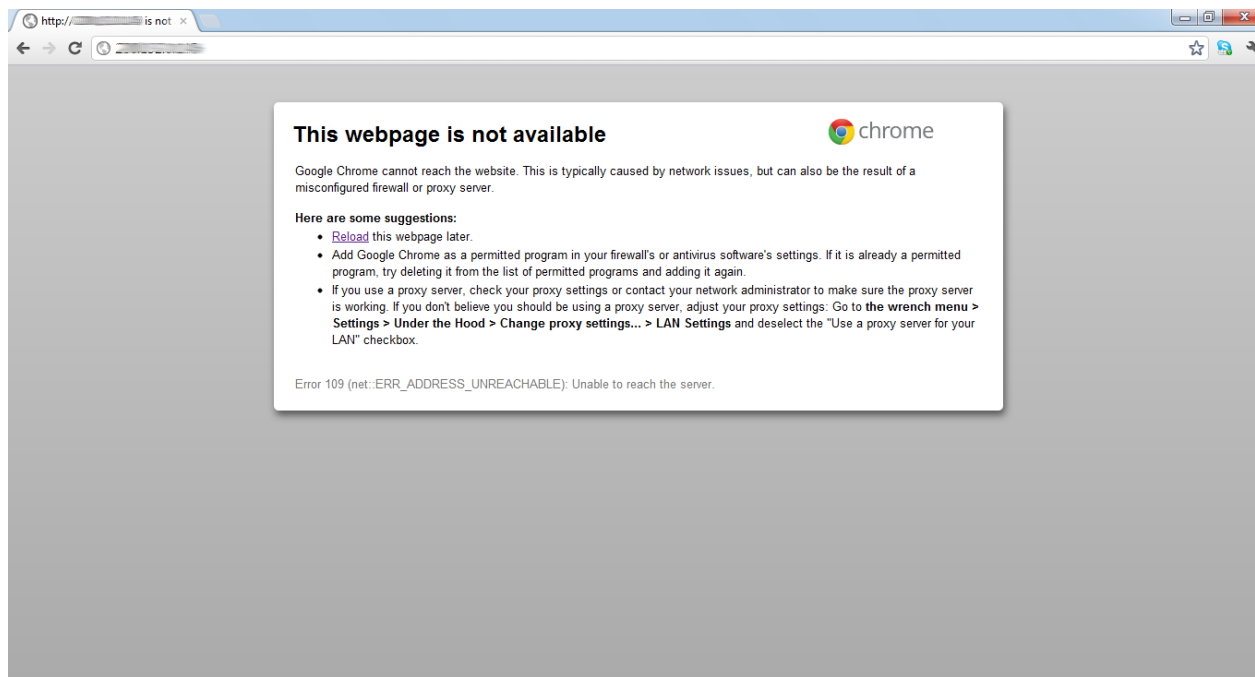 http:// is not
This webpage is not available
chrome
Google Chrome cannot reach the website. This is typically caused by network issues, but can also be the result of a
misconfigured firewall or proxy server.
Here are some suggestions:
Reload this webpage later.
Add Google Chrome as a permitted program in your firewall's or antivirus software's settings. If it is already a permitted
program, try deleting it from the list of permitted programs and adding it again.
If you use a proxy server, check your proxy settings or contact your network administrator to make sure the proxy server
is working. If you don't believe you should be using a proxy server, adjust your proxy settings: Go to the wrench menu >
Settings > Under the Hood > Change proxy settings... > LAN Settings and deselect the "Use a proxy server for your
LAN" checkbox.
Error 109 (net::ERR_ADDRESS_UNREACHABLE): Unable to reach the server.